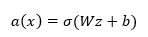 a(x) = σ(Wz + b)